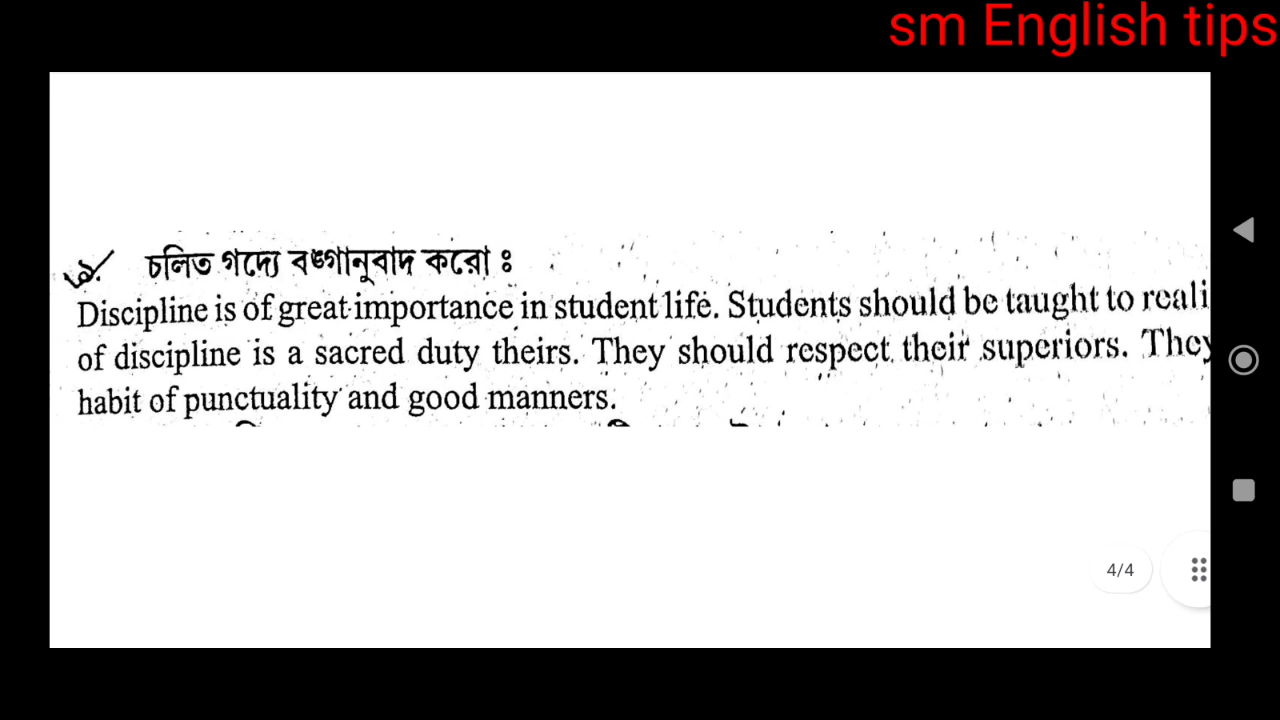 sm English tips
৯. চলিত গদ্যে বঙ্গানুবাদ করো ঃ
Discipline is of great importance in student life. Students should be taught to reali
of discipline is a sacred duty theirs. They should respect their superiors. They
habit of punctuality and good manners.
4/4